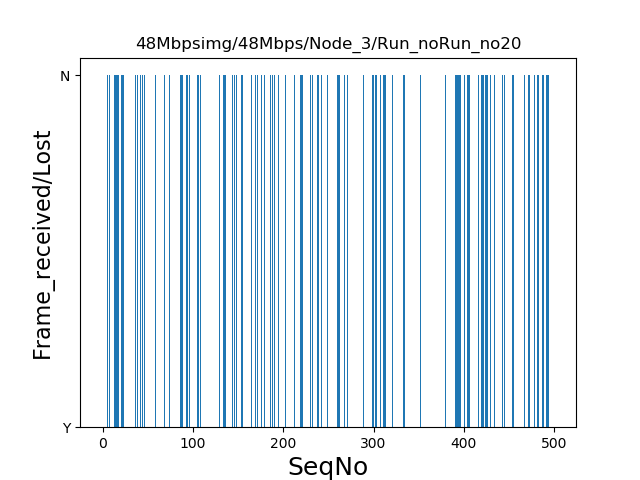 48Mbpsimg/48Mbps/Node_3/Run_noRun_no20
N
Frame_received/Lost
Y
0 100 200 300 400 500
SeqNo